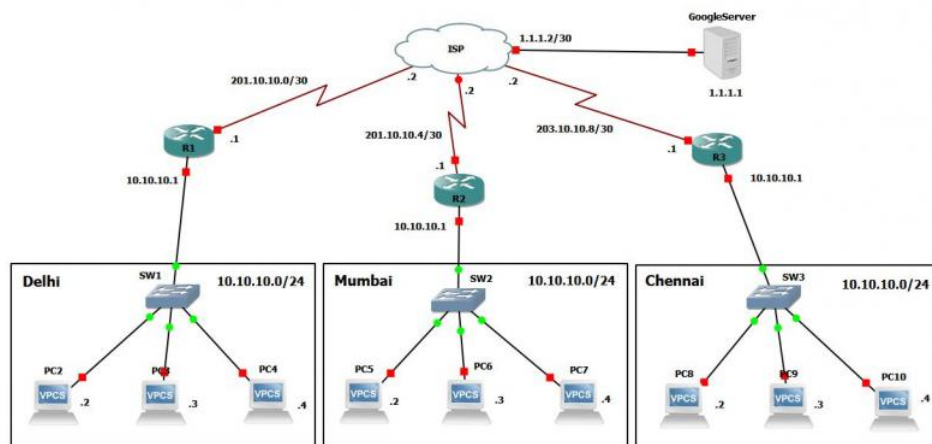 GoogleServer
1.1.1.2/30
ISP
1.1.1.1
201.10.10.0/30
.2
.2
.2
201.10.10.4/30
203.10.10.8/30
.1
R1
.1
R3
.1
10.10.10.1
R2
10.10.10.1
10.10.10.1
Delhi
SW1
10.10.10.0/24
Mumbai
SW2
10.10.10.0/24
Chennai
SW3
10.10.10.0/24
PC2
PC3
PC4
PC5
PC6
PC7
PC8
PC9
PC10
VPCS
.2
VPCS
.3
VPCS
.4
VPCS
.2
VPCS
.3
VPCS
.4
VPCS
.2
VPCS
.3
VPCS
.4